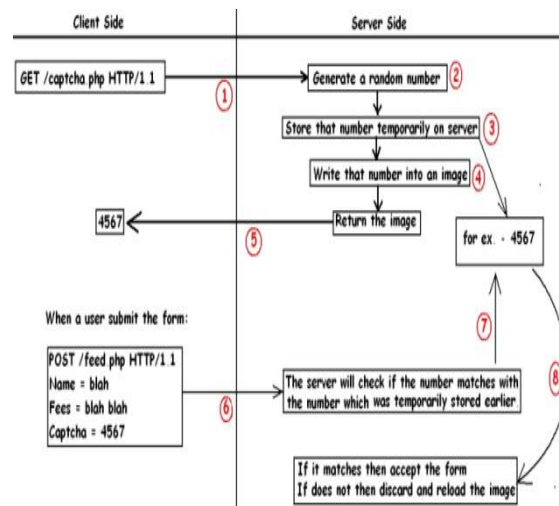 Client Side
Server Side
GET /captcha php HTTP/1.1
1
Generate a random number
2
Store that number temporarily on server
3
Write that number into an image
4
4567
5
Return the image
for ex. - 4567
When a user submit the form:
7
8
POST /feed php HTTP/1.1
Name = blah
Fees = blah blah
Captcha = 4567
6
The server will check if the number matches with
the number which was temporarily stored earlier.
If it matches then accept the form
If does not then discard and reload the image